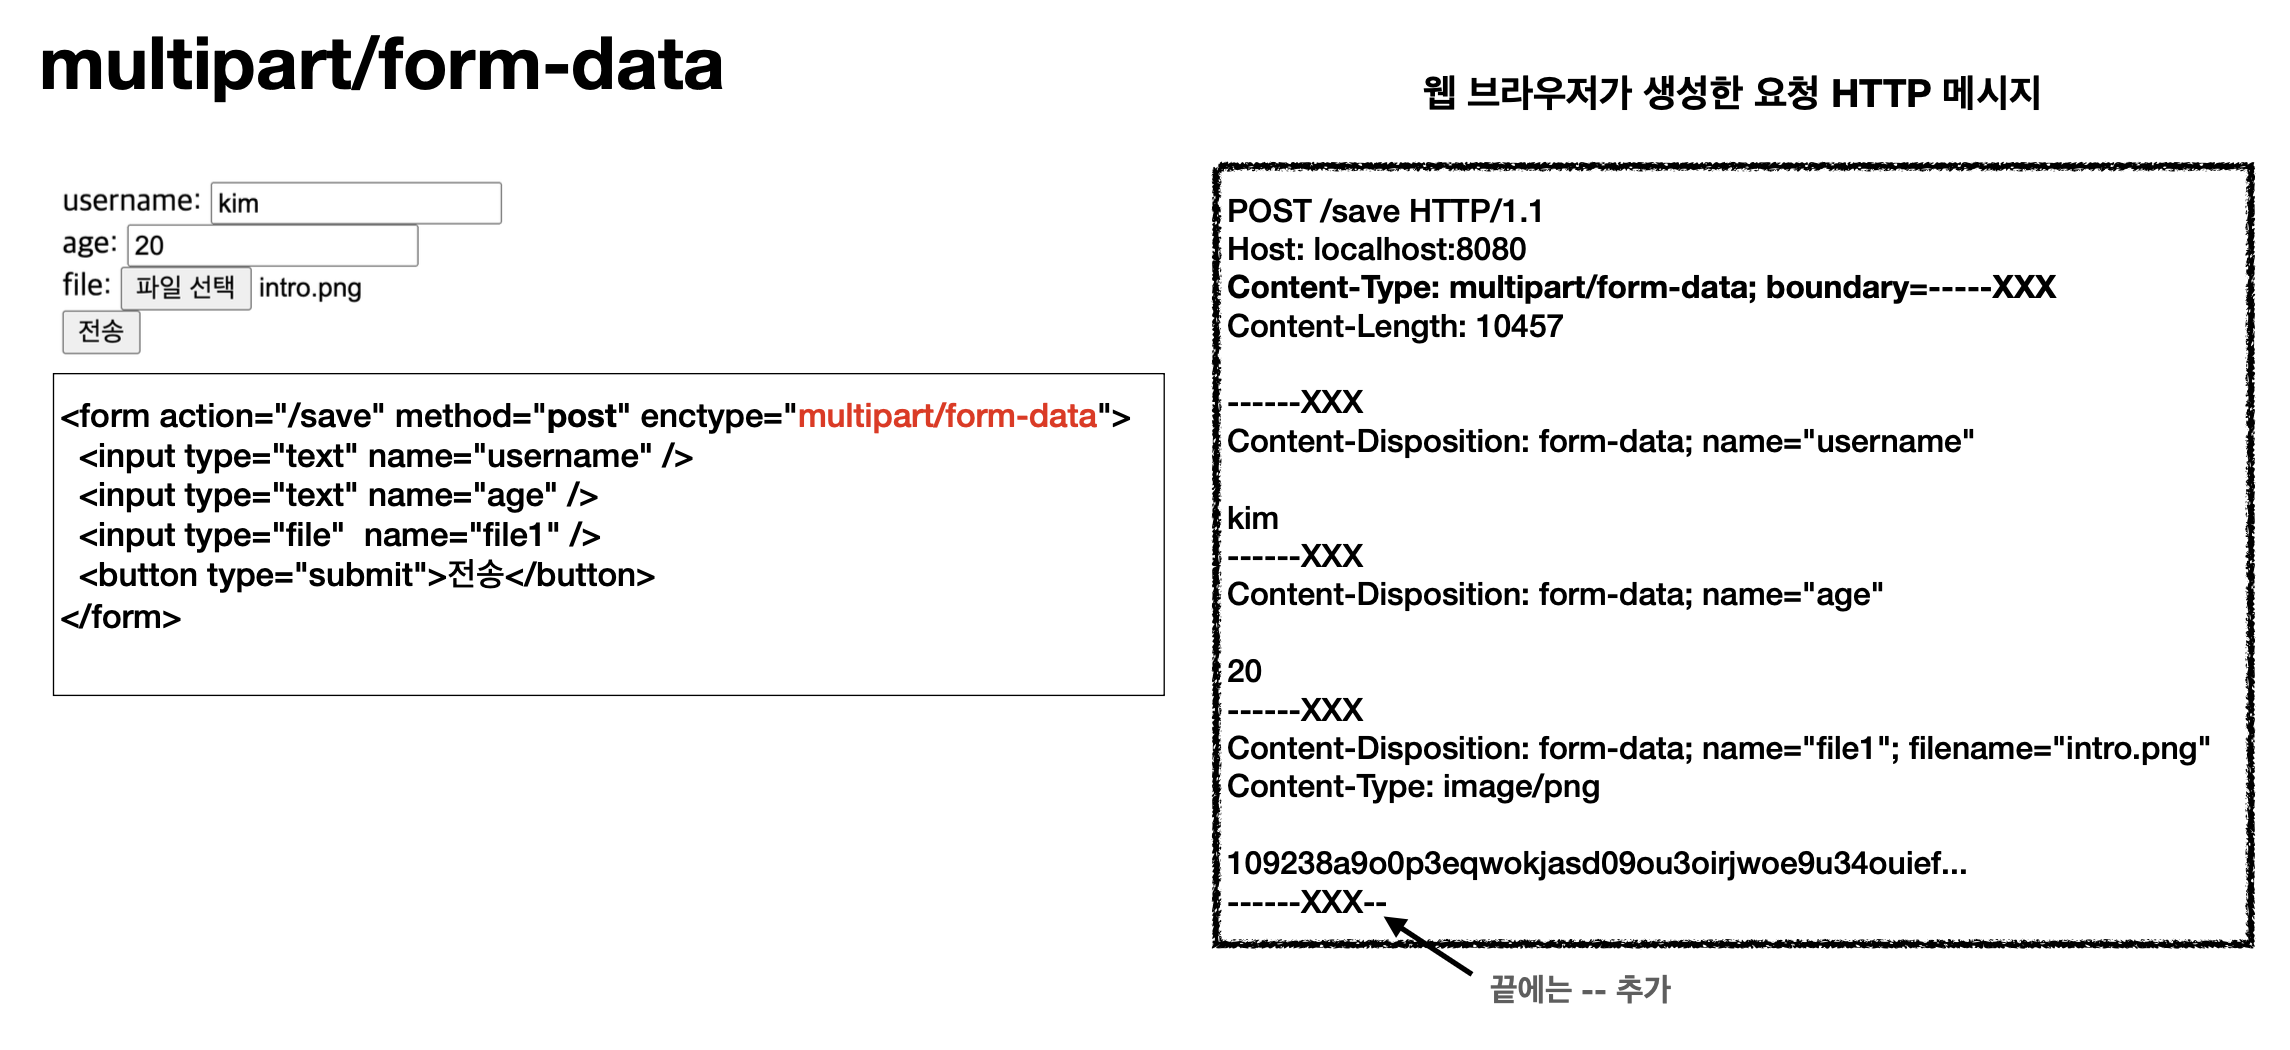 multipart/form-data
username: kim
age: 20
file: 파일 선택 intro.png
전송
<form action="/save" method="post" enctype="multipart/form-data">
<input type="text" name="username" />
<input type="text" name="age" />
<input type="file"  name="file1" />
<button type="submit">전송</button>
</form>
웹 브라우저가 생성한 요청 HTTP 메시지
POST /save HTTP/1.1
Host: localhost:8080
Content-Type: multipart/form-data; boundary=-----XXX
Content-Length: 10457
------XXX
Content-Disposition: form-data; name="username"
kim
------XXX
Content-Disposition: form-data; name="age"
20
------XXX
Content-Disposition: form-data; name="file1"; filename="intro.png"
Content-Type: image/png
109238a9o0p3eqwokjasd09ou3oirjwoe9u34ouief...
------XXX--
끝에는 -- 추가